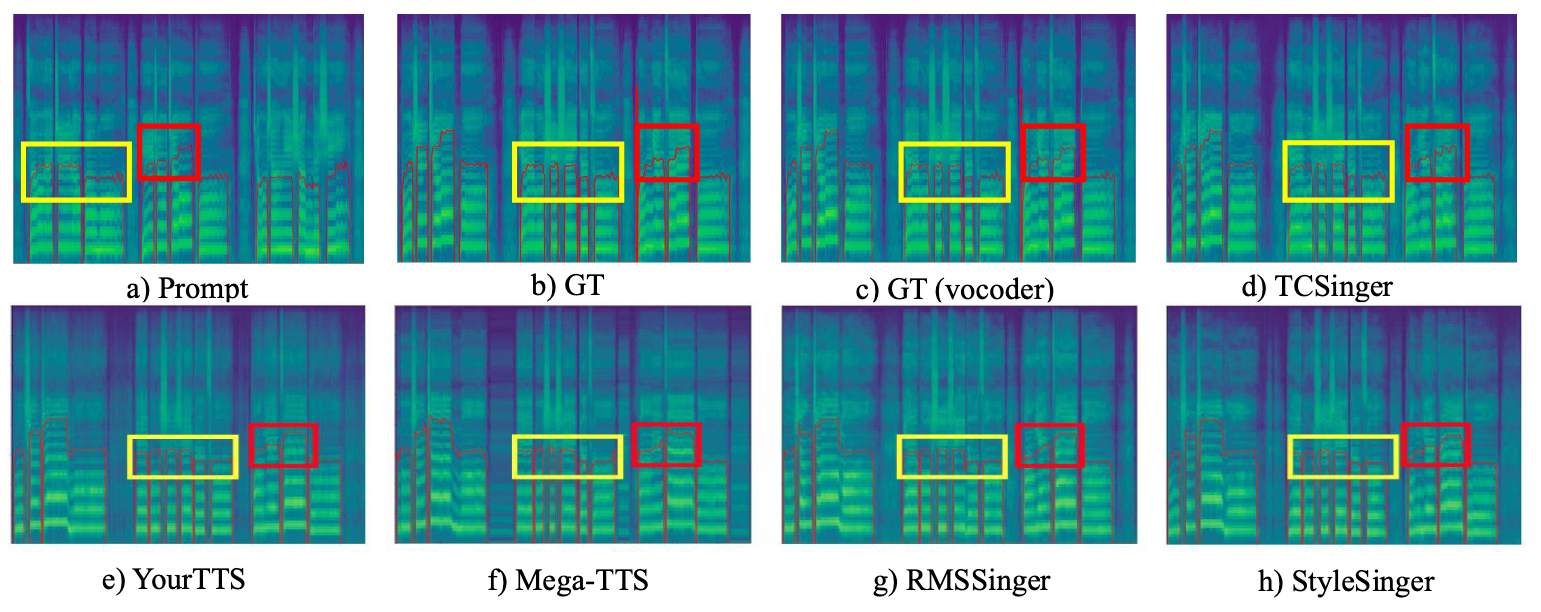 a) Prompt
b) GT
c) GT (vocoder)
d) TCSinger
e) YourTTS
f) Mega-TTS
g) RMSSinger
h) StyleSinger